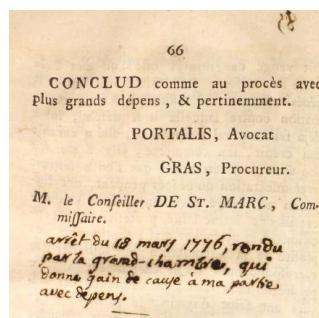 66
CONCLUD comme au procès avec
plus grands dépens, & pertinemment.
PORTALIS, Avocat
GRAS, Procureur.
M. le Conseiller DE ST. MARC, Com-
missaire.
arrêt du 18 mars 1776, rendu
par la grand-chambre, qui
donne gain de cause à ma partie
avec dépens.